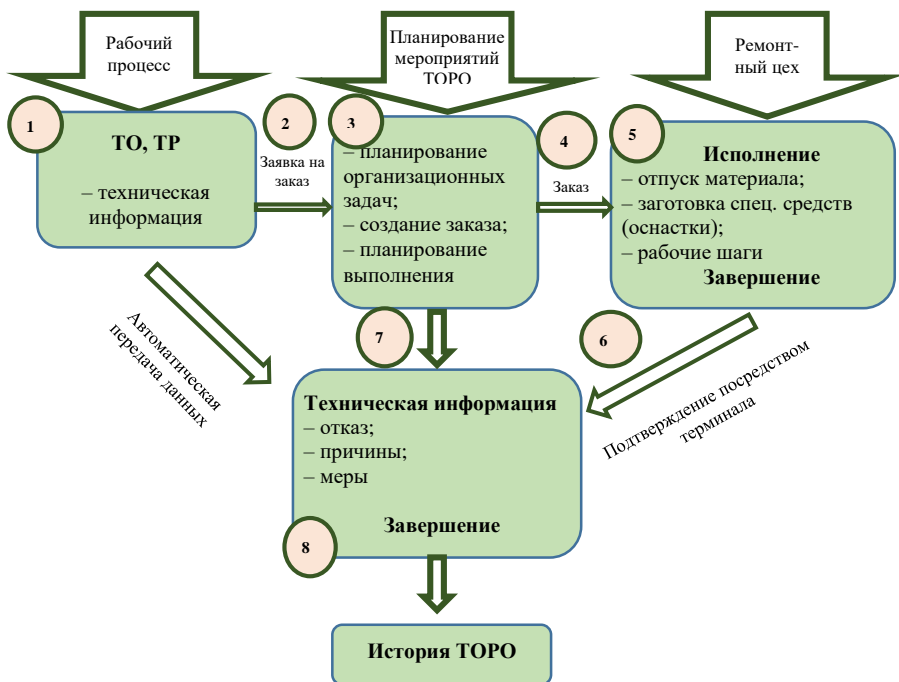 Рабочий
процесс
Планирование
мероприятий
ТОРО
Ремонт-
ный цех
1
ТО, ТР
– техническая
информация
2
Заявка на
заказ
3
– планирование
организационных
задач;
– создание заказа;
– планирование
выполнения
4
Заказ
5
Исполнение
– отпуск материала;
– заготовка спец. средств
(оснастки);
– рабочие шаги
Завершение
Автоматическая
передача данных
7
6
Подтверждение посредством
терминала
Техническая информация
– отказ;
– причины;
– меры
Завершение
8
История ТОРО